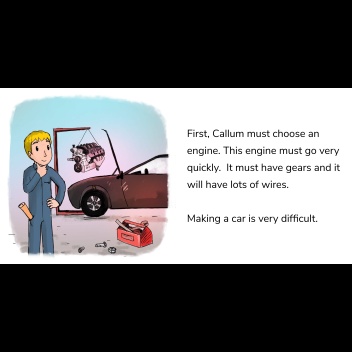 First, Callum must choose an
engine. This engine must go very
quickly.  It must have gears and it
will have lots of wires.
Making a car is very difficult.